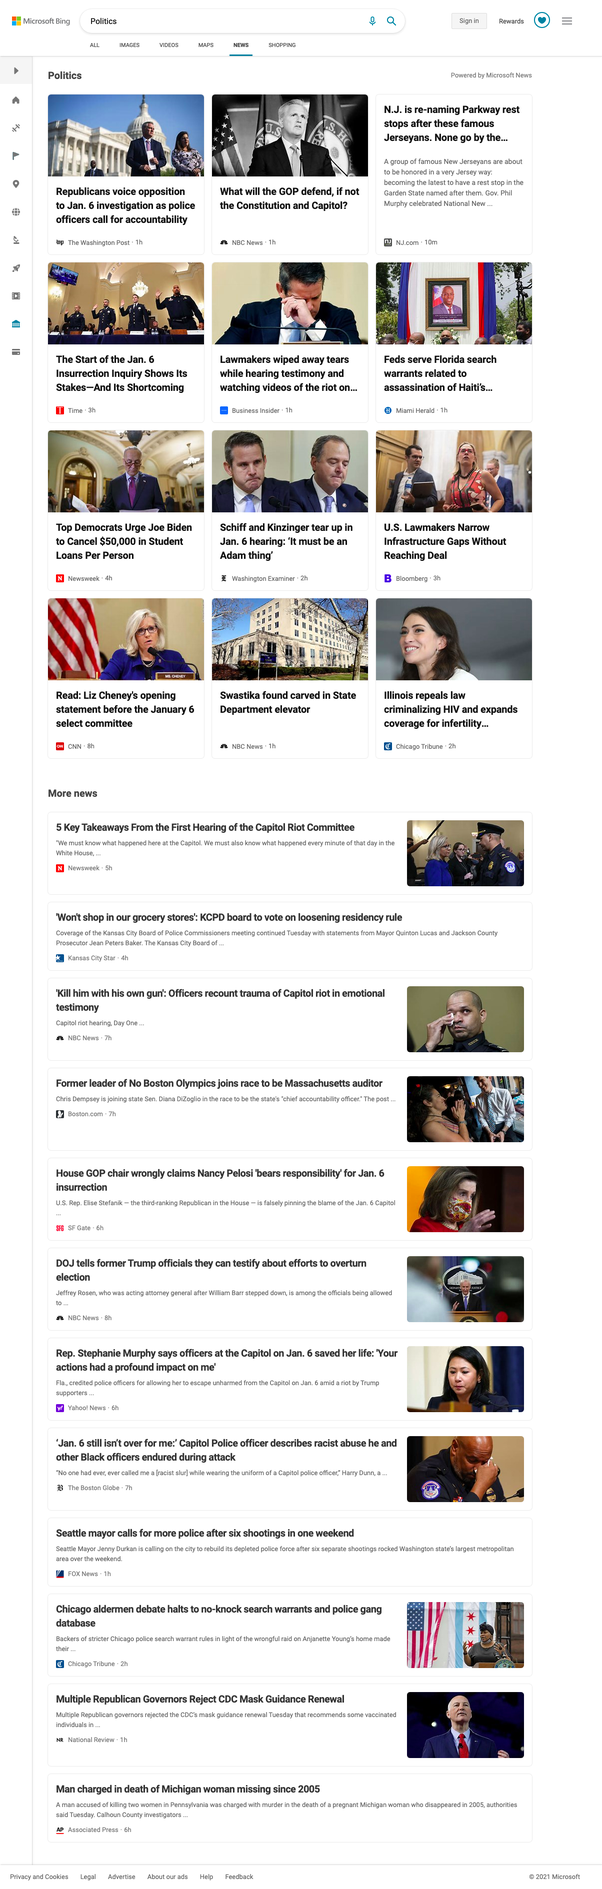 Microsoft Bing
Politics
Sign in
Rewards
ALL
IMAGES
VIDEOS
MAPS
NEWS
SHOPPING
Politics
Powered by Microsoft News
Republicans voice opposition
to Jan. 6 investigation as police
officers call for accountability
The Washington Post · 1h
What will the GOP defend, if not
the Constitution and Capitol?
NBC News · 1h
N.J. is re-naming Parkway rest
stops after these famous
Jerseyans. None go by the...
A group of famous New Jerseyans are about
to be honored in a very Jersey way:
becoming the latest to have a rest stop in the
Garden State named after them. Gov. Phil
Murphy celebrated National New ...
NJ.com · 10m
The Start of the Jan. 6
Insurrection Inquiry Shows Its
Stakes—And Its Shortcoming
Time · 3h
Lawmakers wiped away tears
while hearing testimony and
watching videos of the riot on...
Business Insider · 1h
Feds serve Florida search
warrants related to
assassination of Haiti's...
Miami Herald · 1h
Top Democrats Urge Joe Biden
to Cancel $50,000 in Student
Loans Per Person
Newsweek · 4h
Schiff and Kinzinger tear up in
Jan. 6 hearing: 'It must be an
Adam thing'
Washington Examiner · 2h
U.S. Lawmakers Narrow
Infrastructure Gaps Without
Reaching Deal
Bloomberg · 3h
MS. CHENEY
Read: Liz Cheney's opening
statement before the January 6
select committee
CNN · 8h
Swastika found carved in State
Department elevator
NBC News · 1h
Illinois repeals law
criminalizing HIV and expands
coverage for infertility...
Chicago Tribune · 2h
More news
5 Key Takeaways From the First Hearing of the Capitol Riot Committee
"We must know what happened here at the Capitol. We must also know what happened every minute of that day in the
White House, ...
Newsweek · 5h
'Won't shop in our grocery stores': KCPD board to vote on loosening residency rule
Coverage of the Kansas City Board of Police Commissioners meeting continued Tuesday with statements from Mayor Quinton Lucas and Jackson County
Prosecutor Jean Peters Baker. The Kansas City Board of ...
Kansas City Star · 4h
'Kill him with his own gun': Officers recount trauma of Capitol riot in emotional
testimony
Capitol riot hearing, Day One ...
NBC News · 7h
Former leader of No Boston Olympics joins race to be Massachusetts auditor
Chris Dempsey is joining state Sen. Diana DiZoglio in the race to be the state's "chief accountability officer." The post ...
Boston.com · 7h
House GOP chair wrongly claims Nancy Pelosi 'bears responsibility' for Jan. 6
insurrection
U.S. Rep. Elise Stefanik — the third-ranking Republican in the House — is falsely pinning the blame of the Jan. 6 Capitol
...
SF Gate · 6h
DOJ tells former Trump officials they can testify about efforts to overturn
election
Jeffrey Rosen, who was acting attorney general after William Barr stepped down, is among the officials being allowed
to ...
NBC News · 8h
Rep. Stephanie Murphy says officers at the Capitol on Jan. 6 saved her life: 'Your
actions had a profound impact on me'
Fla., credited police officers for allowing her to escape unharmed from the Capitol on Jan. 6 amid a riot by Trump
supporters ...
Yahoo! News · 6h
'Jan. 6 still isn't over for me:' Capitol Police officer describes racist abuse he and
other Black officers endured during attack
"No one had ever, ever called me a [racist slur] while wearing the uniform of a Capitol police officer," Harry Dunn, a ...
The Boston Globe · 7h
Seattle mayor calls for more police after six shootings in one weekend
Seattle Mayor Jenny Durkan is calling on the city to rebuild its depleted police force after six separate shootings rocked Washington state's largest metropolitan
area over the weekend.
FOX News · 1h
Chicago aldermen debate halts to no-knock search warrants and police gang
database
Backers of stricter Chicago police search warrant rules in light of the wrongful raid on Anjanette Young's home made
their ...
Chicago Tribune · 2h
Multiple Republican Governors Reject CDC Mask Guidance Renewal
Multiple Republican governors rejected the CDC's mask guidance renewal Tuesday that recommends some vaccinated
individuals in ...
National Review · 1h
Man charged in death of Michigan woman missing since 2005
A man accused of killing two women in Pennsylvania was charged with murder in the death of a pregnant Michigan woman who disappeared in 2005, authorities
said Tuesday. Calhoun County investigators ...
Associated Press · 6h
Privacy and Cookies
Legal
Advertise
About our ads
Help
Feedback
© 2021 Microsoft